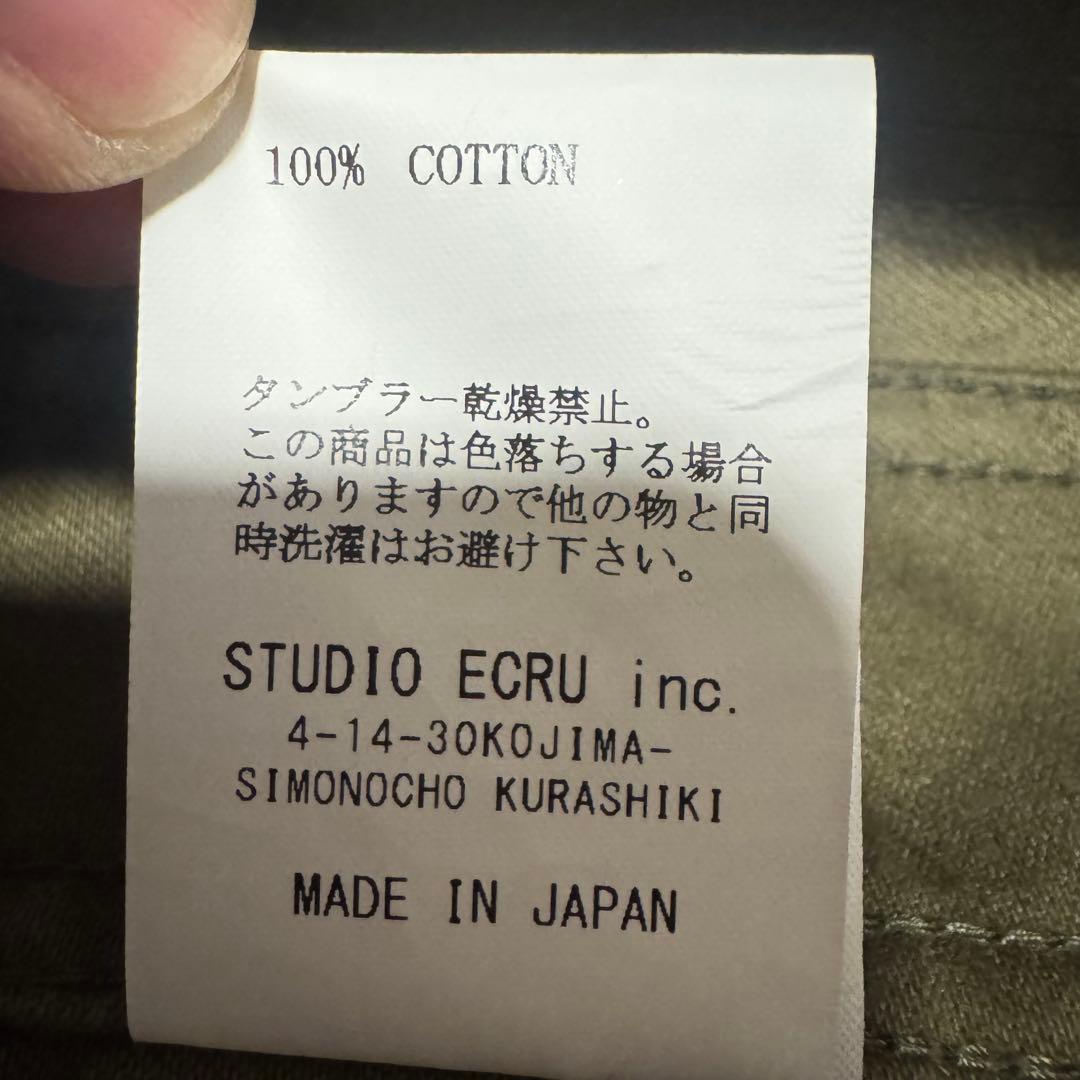 100% COTTON
タンブラー乾燥禁止。
この商品は色落ちする場合
がありますので他の物と同
時洗濯はお避け下さい。
STUDIO ECRU inc.
4-14-30KOJIMA-
SIMONOCHO KURASHIKI
MADE IN JAPAN